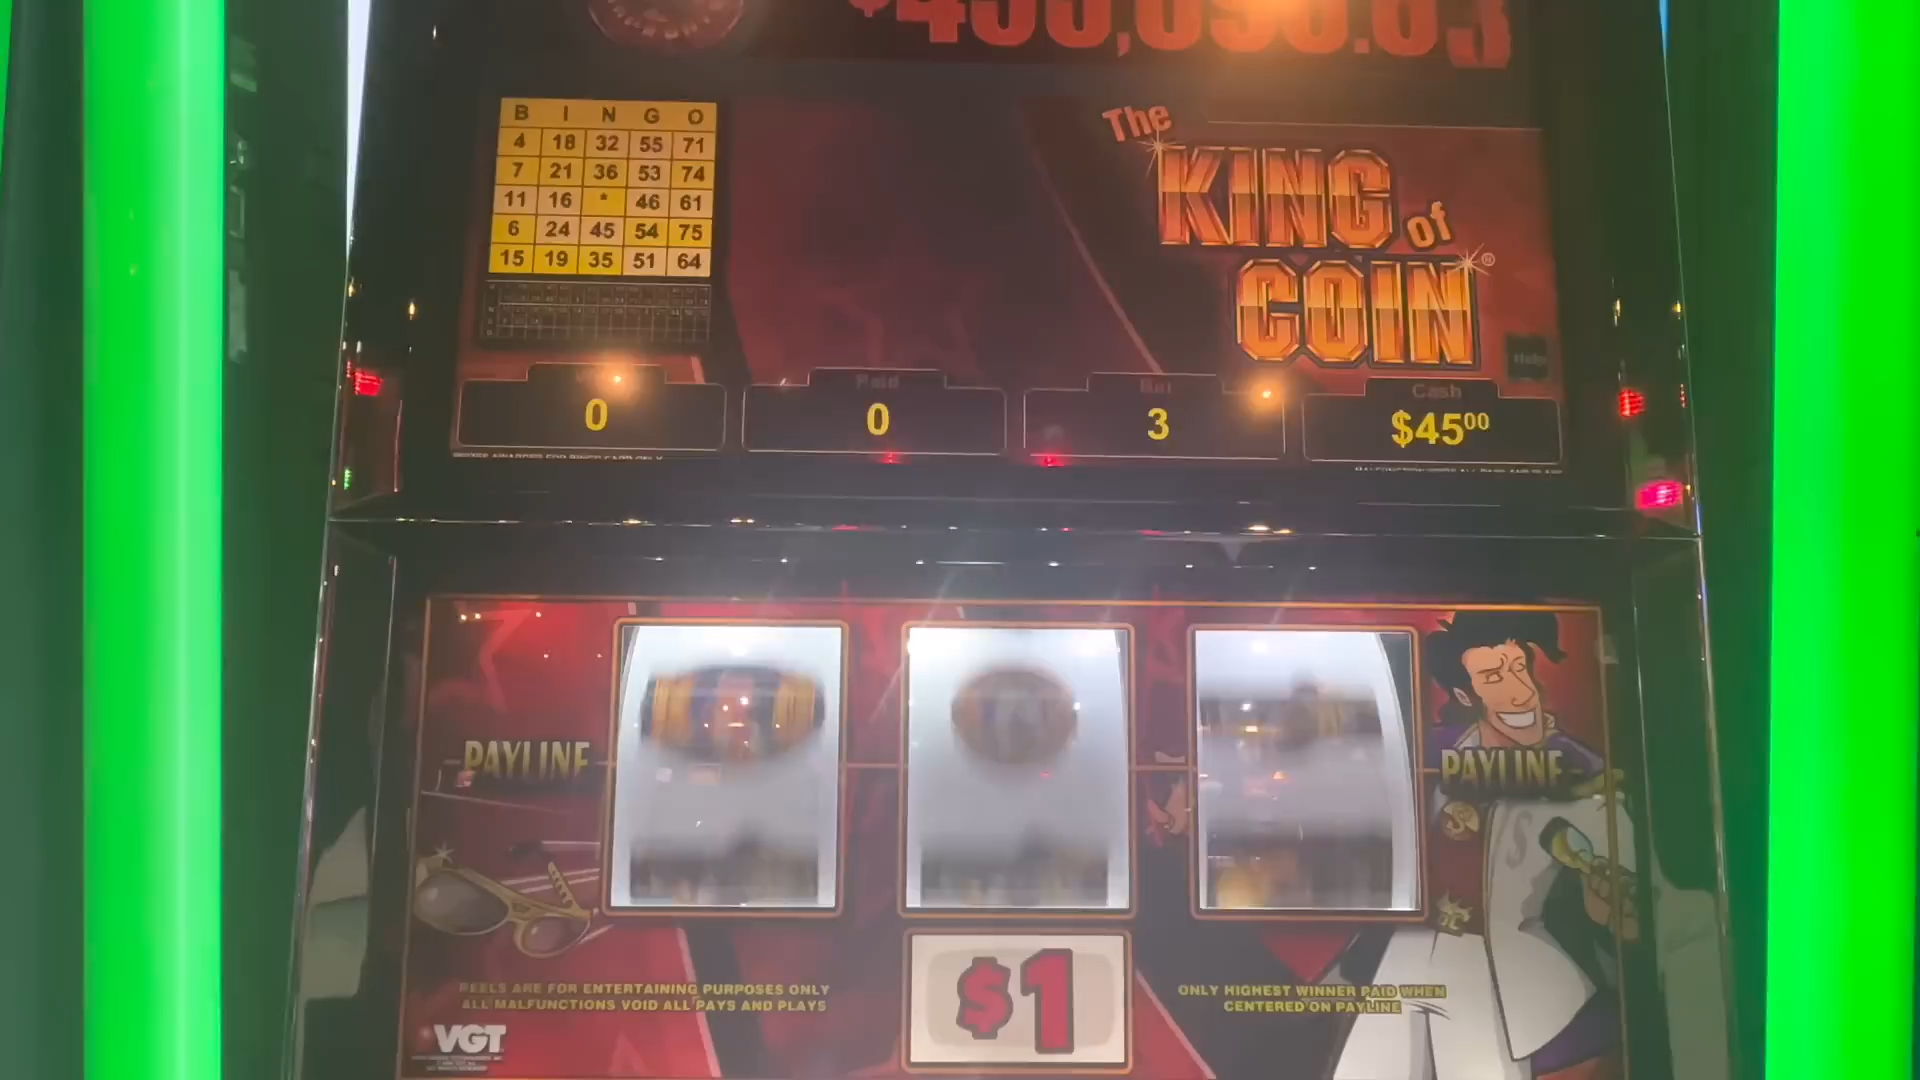 The
KING of
COIN®
B I N G O
4 18 32 55 71
7 21 36 53 74
11 16 * 46 61
6 24 45 54 75
15 19 35 51 64
Help
Paid
Bet
Cash
0
0
3
$45⁰⁰
PAYLINE
PAYLINE
REELS ARE FOR ENTERTAINING PURPOSES ONLY
ALL MALFUNCTIONS VOID ALL PAYS AND PLAYS
$1
ONLY HIGHEST WINNER PAID WHEN
CENTERED ON PAYLINE
VGT